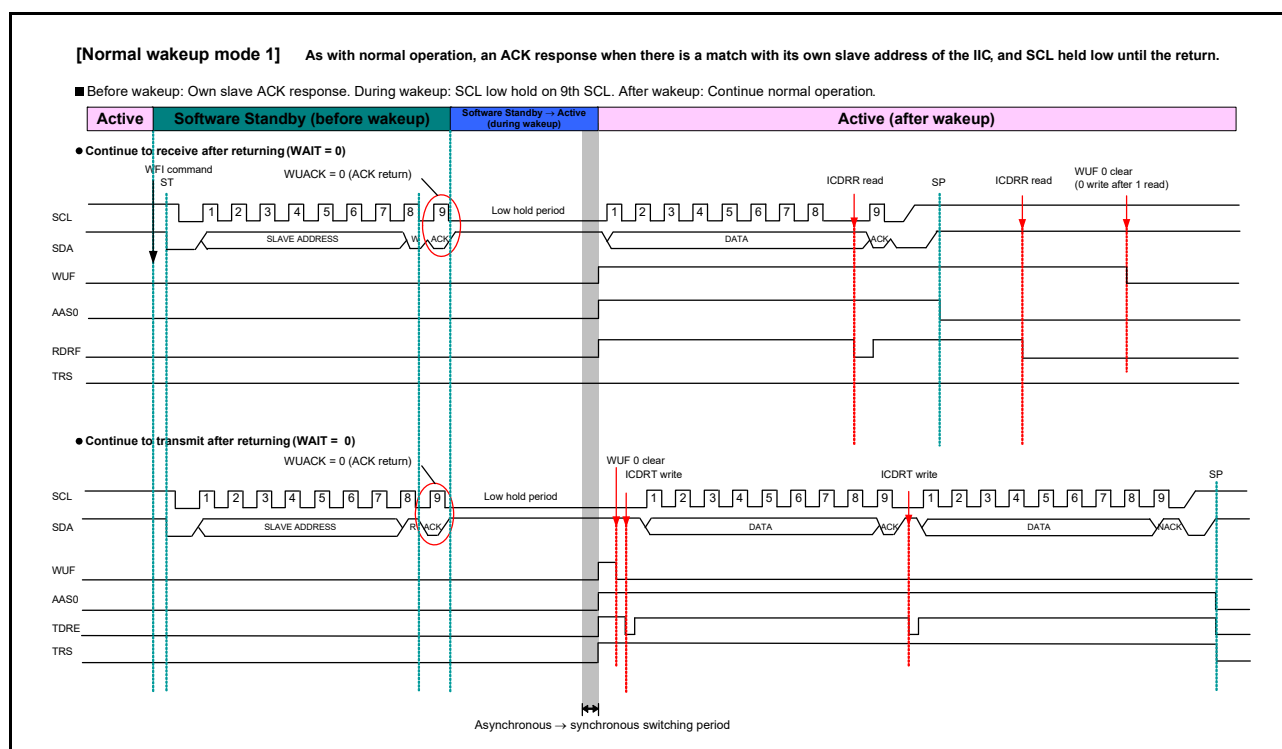 [Normal wakeup mode 1] As with normal operation, an ACK response when there is a match with its own slave address of the IIC, and SCL held low until the return.
■ Before wakeup: Own slave ACK response. During wakeup: SCL low hold on 9th SCL. After wakeup: Continue normal operation.
Active Software Standby (before wakeup) Software Standby → Active (during wakeup) Active (after wakeup)
● Continue to receive after returning (WAIT = 0)
WFI command
ST
WUACK = 0 (ACK return)
ICDRR read
SP
ICDRR read
WUF 0 clear
(0 write after 1 read)
SCL 1 2 3 4 5 6 7 8 9 Low hold period 1 2 3 4 5 6 7 8 9
SDA SLAVE ADDRESS W ACK DATA ACK
WUF
AAS0
RDRF
TRS
● Continue to transmit after returning (WAIT = 0)
WUACK = 0 (ACK return)
WUF 0 clear
ICDRT write
ICDRT write
SP
SCL 1 2 3 4 5 6 7 8 9 Low hold period 1 2 3 4 5 6 7 8 9 1 2 3 4 5 6 7 8 9
SDA SLAVE ADDRESS R ACK DATA ACK DATA NACK
WUF
AAS0
TDRE
TRS
Asynchronous → synchronous switching period